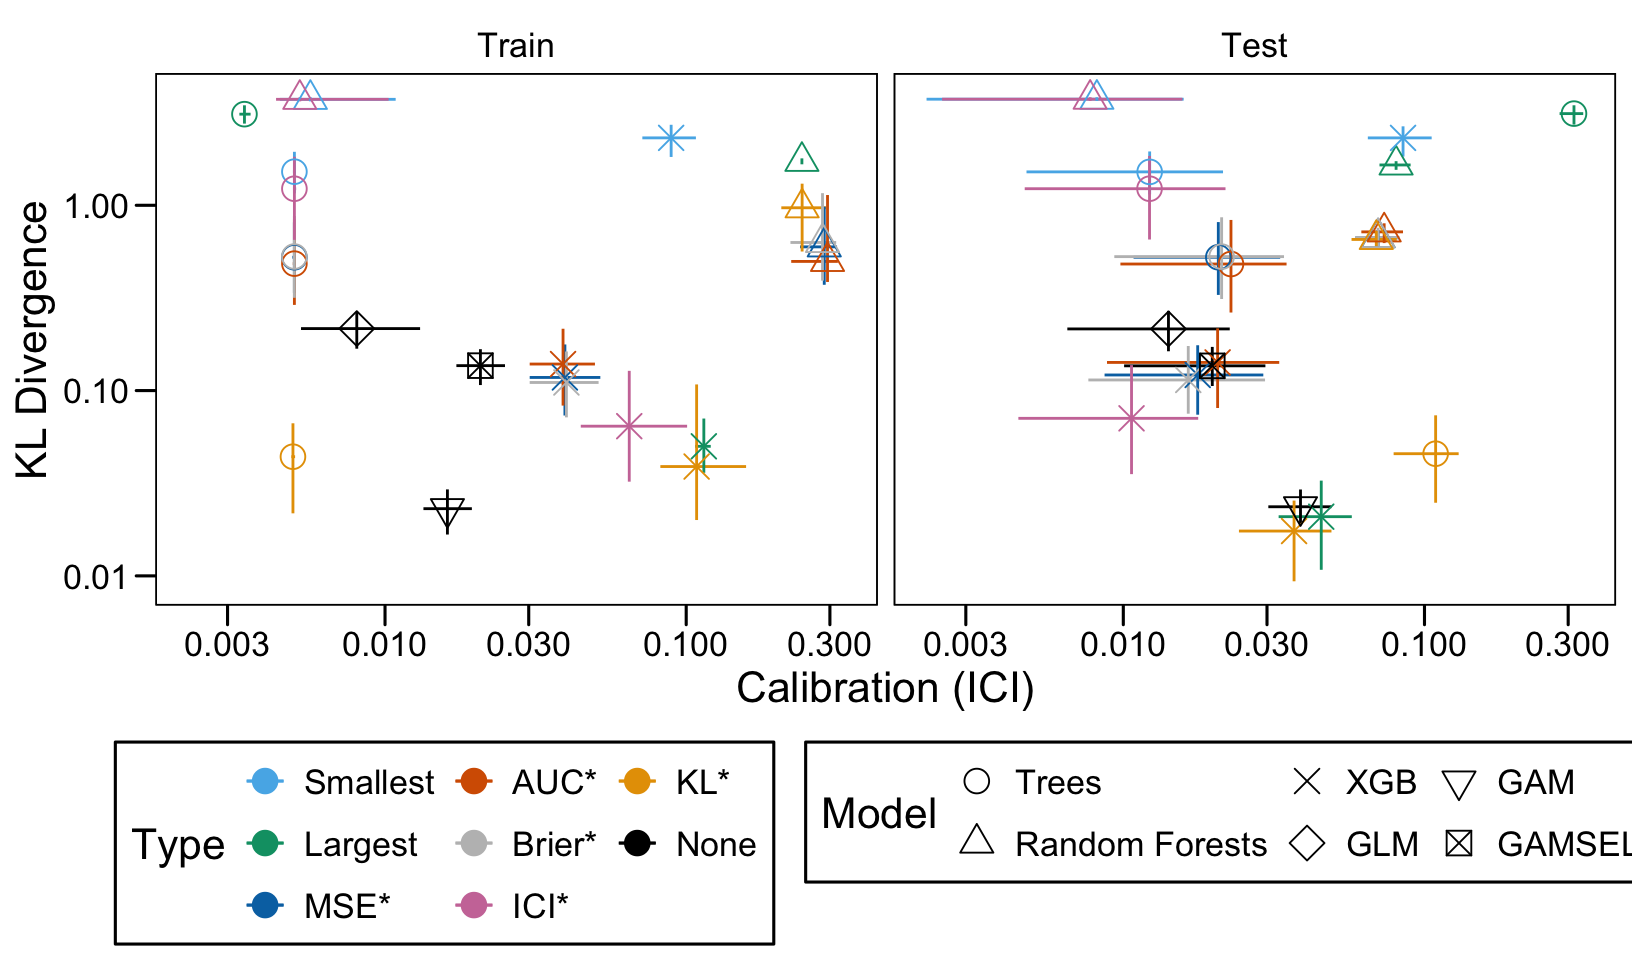 Train
Test
KL Divergence
1.00
0.10
0.01
0.003 0.010 0.030 0.100 0.300
0.003 0.010 0.030 0.100 0.300
Calibration (ICI)
Type
Smallest AUC* KL*
Largest Brier* None
MSE* ICI*
Model
Trees XGB GAM
Random Forests GLM GAMSEL